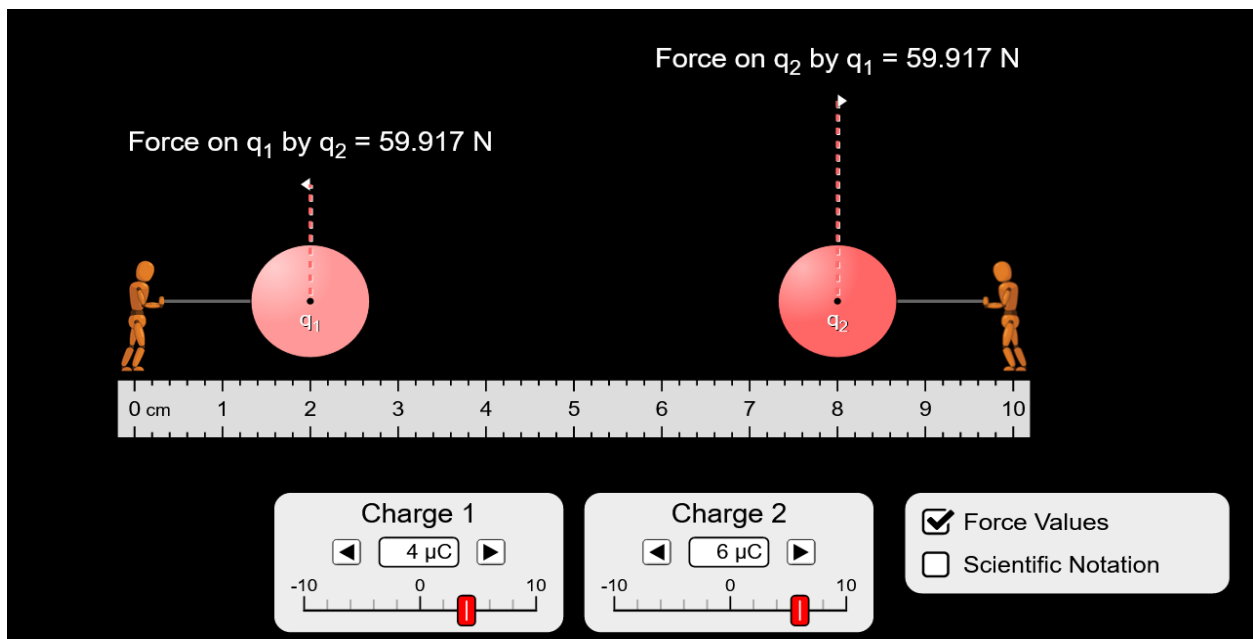 Force on q₂ by q₁ = 59.917 N
Force on q₁ by q₂ = 59.917 N
q₁
q₂
0 cm 1 2 3 4 5 6 7 8 9 10
Charge 1
4 μC
-10 0 10
Charge 2
6 μC
-10 0 10
Force Values
Scientific Notation